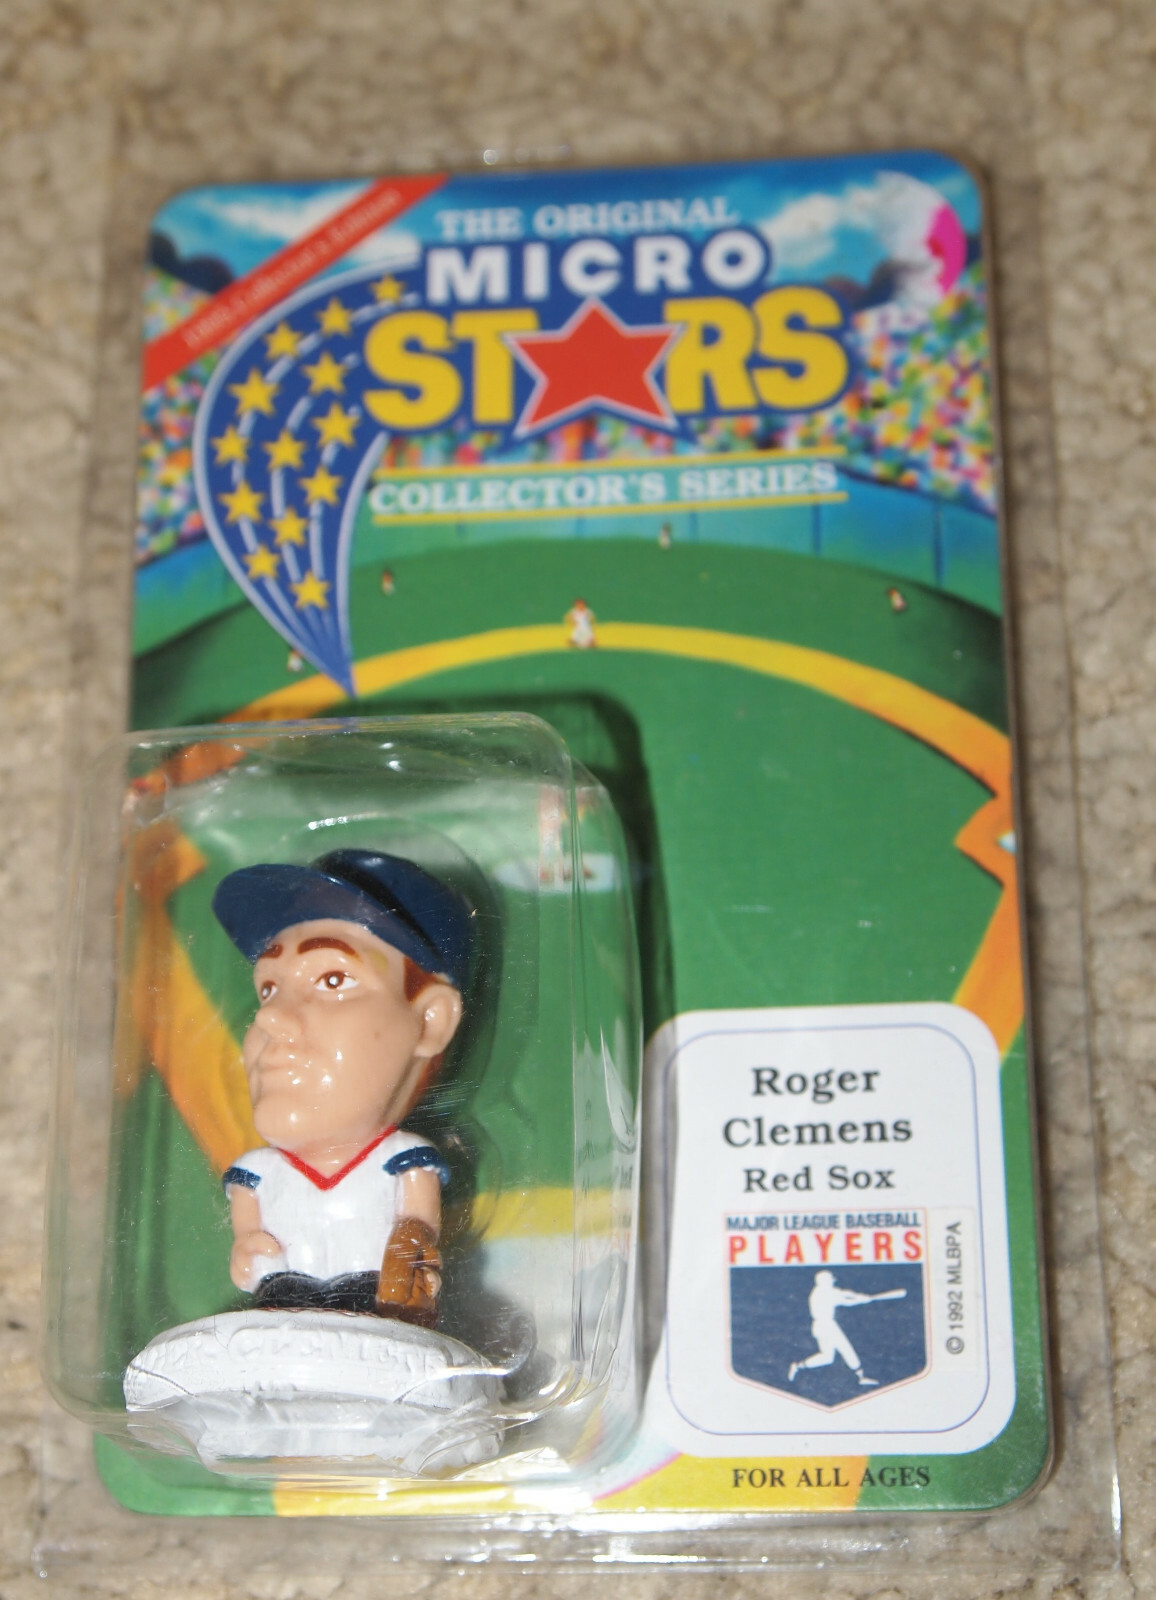 THE ORIGINAL
MICRO
STARS
COLLECTOR'S SERIES
Roger
Clemens
Red Sox
MAJOR LEAGUE BASEBALL
PLAYERS
© 1992 MLBPA
FOR ALL AGES